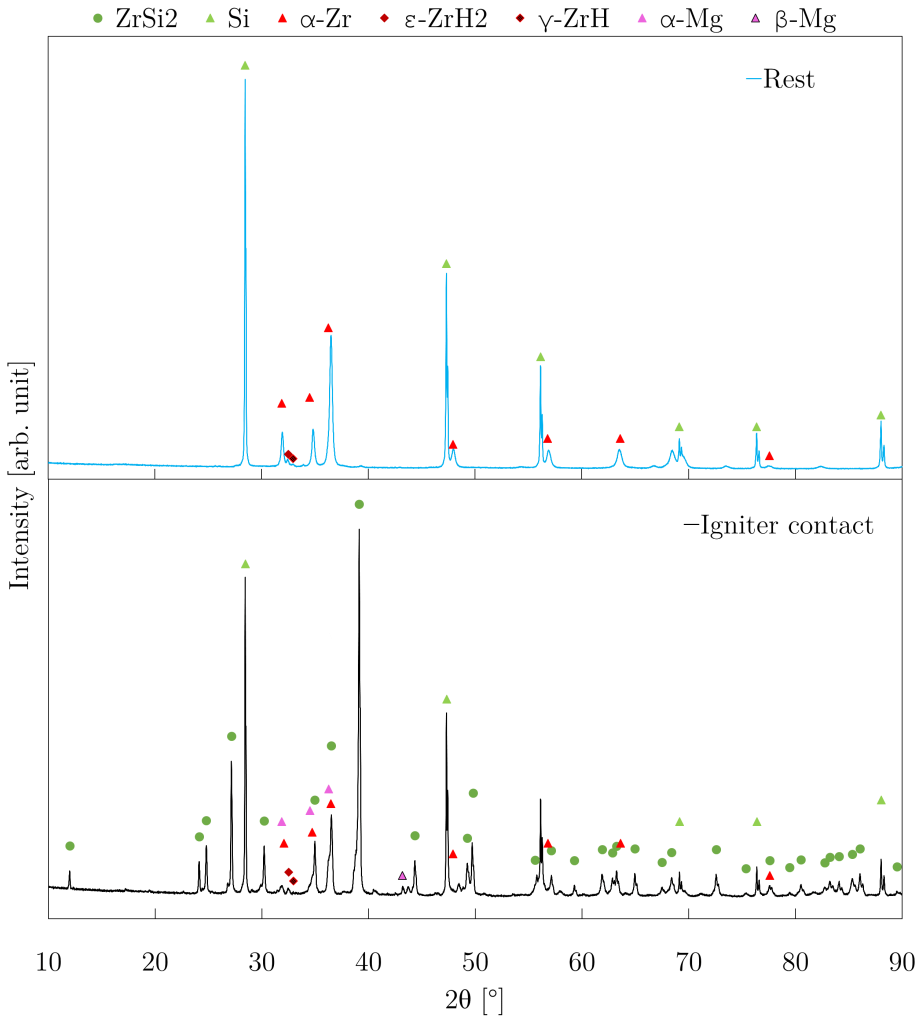 ZrSi2 Si α-Zr ε-ZrH2 γ-ZrH α-Mg β-Mg
Rest
Intensity [arb. unit]
Igniter contact
10 20 30 40 50 60 70 80 90
2θ [°]